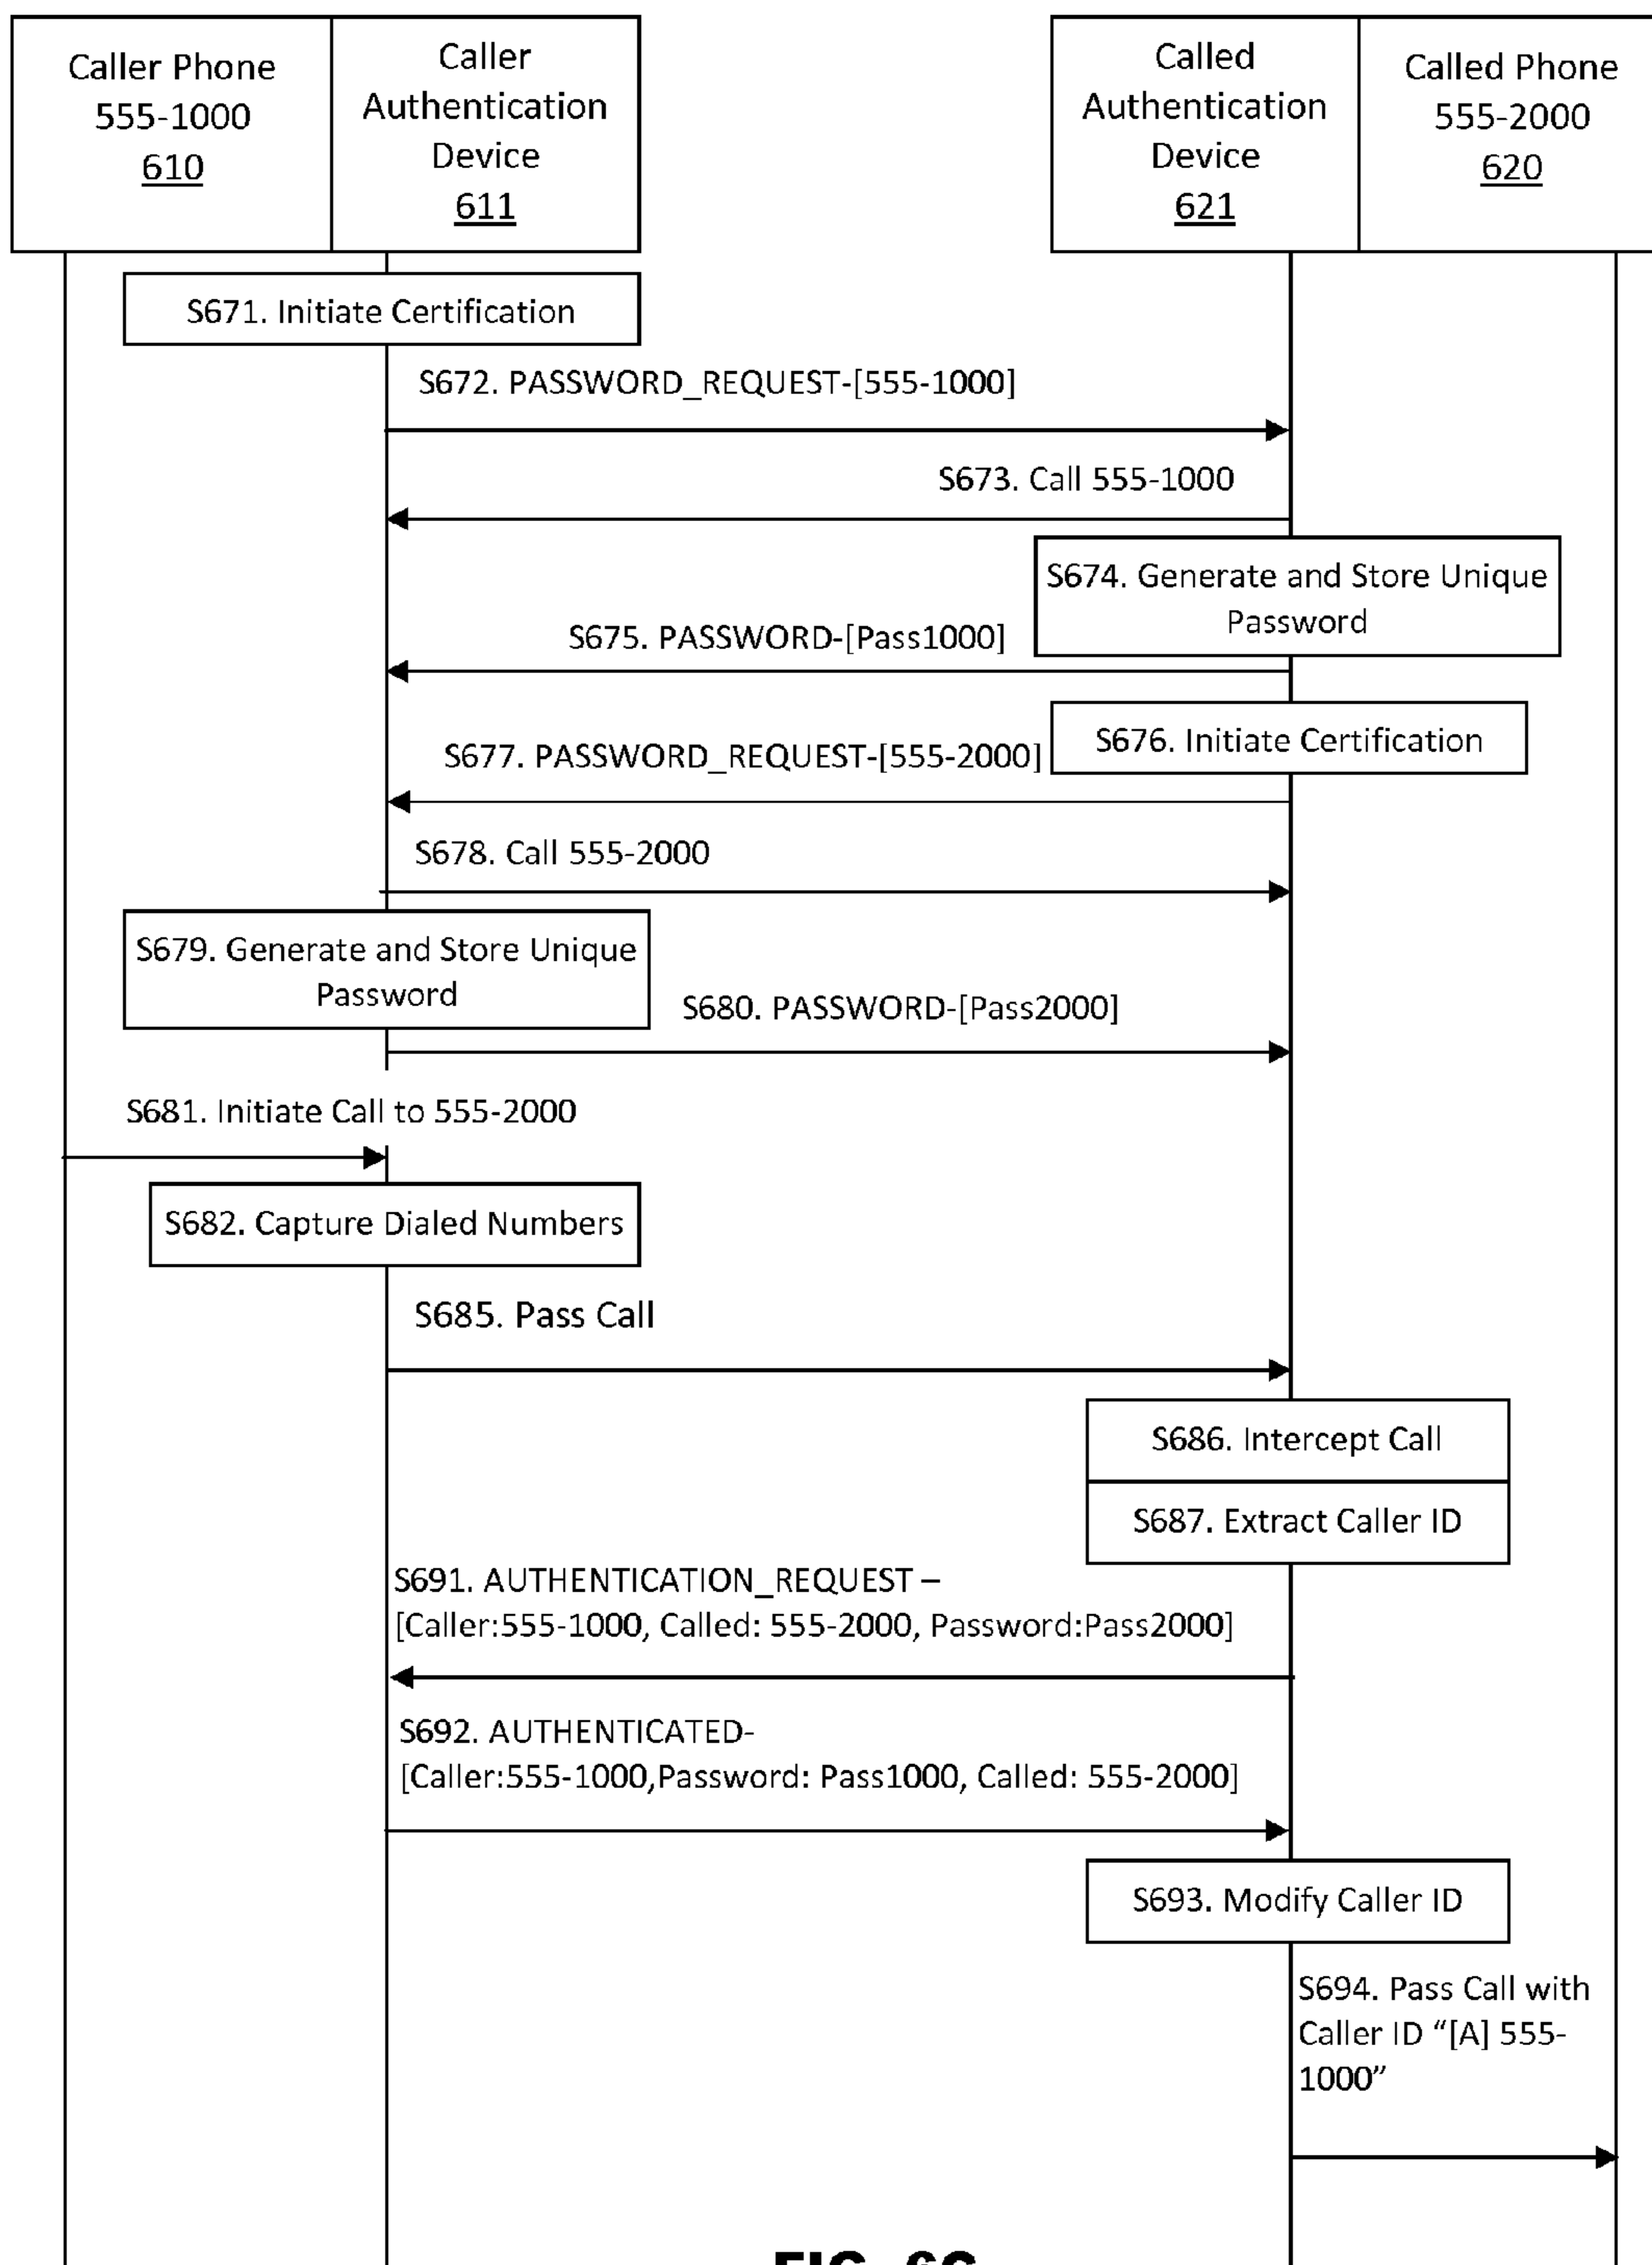 Caller Phone
555-1000
610
Caller
Authentication
Device
611
Called
Authentication
Device
621
Called Phone
555-2000
620
S671. Initiate Certification
S672. PASSWORD_REQUEST-[555-1000]
S673. Call 555-1000
S674. Generate and Store Unique
Password
S675. PASSWORD-[Pass1000]
S676. Initiate Certification
S677. PASSWORD_REQUEST-[555-2000]
S678. Call 555-2000
S679. Generate and Store Unique
Password
S680. PASSWORD-[Pass2000]
S681. Initiate Call to 555-2000
S682. Capture Dialed Numbers
S685. Pass Call
S686. Intercept Call
S687. Extract Caller ID
S691. AUTHENTICATION_REQUEST –
[Caller:555-1000, Called: 555-2000, Password:Pass2000]
S692. AUTHENTICATED-
[Caller:555-1000,Password: Pass1000, Called: 555-2000]
S693. Modify Caller ID
S694. Pass Call with
Caller ID “[A] 555-
1000”